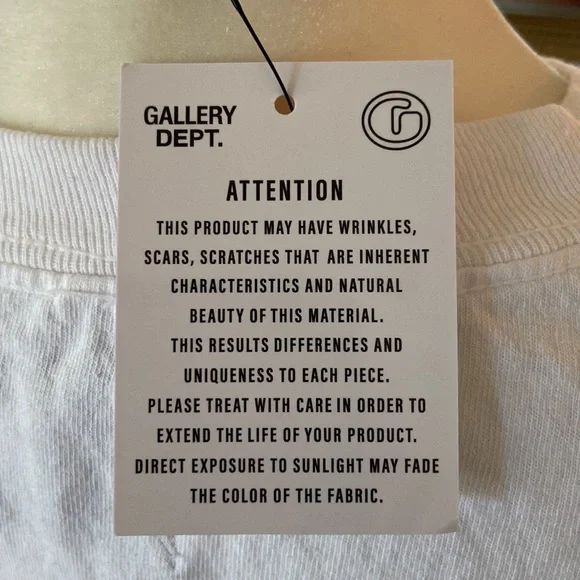 GALLERY
DEPT.
ATTENTION
THIS PRODUCT MAY HAVE WRINKLES,
SCARS, SCRATCHES THAT ARE INHERENT
CHARACTERISTICS AND NATURAL
BEAUTY OF THIS MATERIAL.
THIS RESULTS DIFFERENCES AND
UNIQUENESS TO EACH PIECE.
PLEASE TREAT WITH CARE IN ORDER TO
EXTEND THE LIFE OF YOUR PRODUCT.
DIRECT EXPOSURE TO SUNLIGHT MAY FADE
THE COLOR OF THE FABRIC.